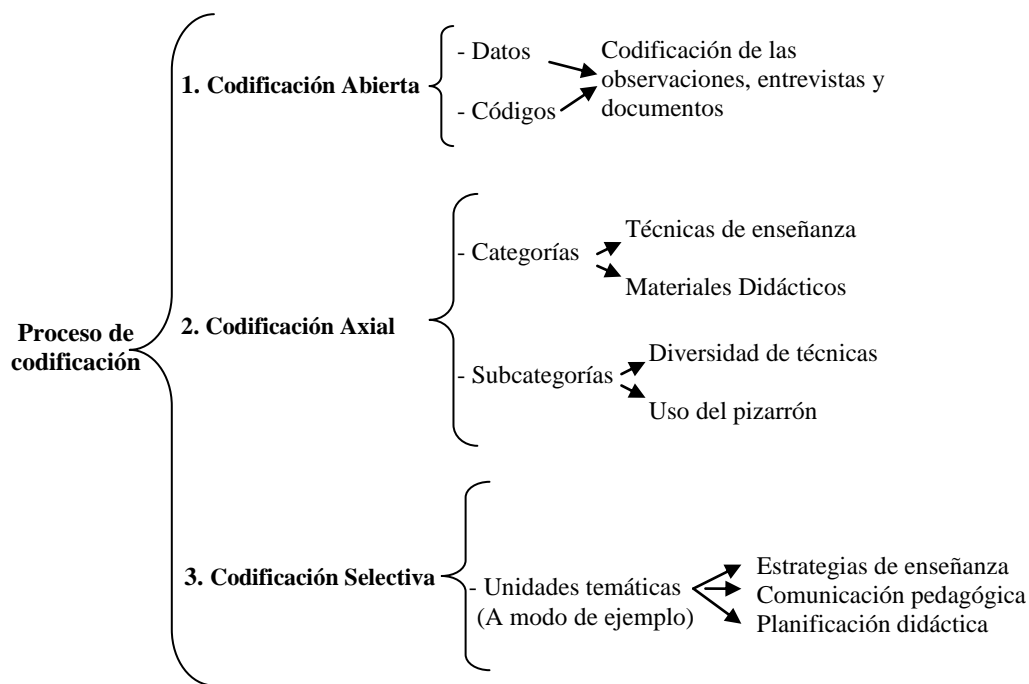 Proceso de
codificación
1. Codificación Abierta
- Datos
- Códigos
Codificación de las
observaciones, entrevistas y
documentos
2. Codificación Axial
- Categorías
Técnicas de enseñanza
Materiales Didácticos
- Subcategorías
Diversidad de técnicas
Uso del pizarrón
3. Codificación Selectiva
- Unidades temáticas
(A modo de ejemplo)
Estrategias de enseñanza
Comunicación pedagógica
Planificación didáctica